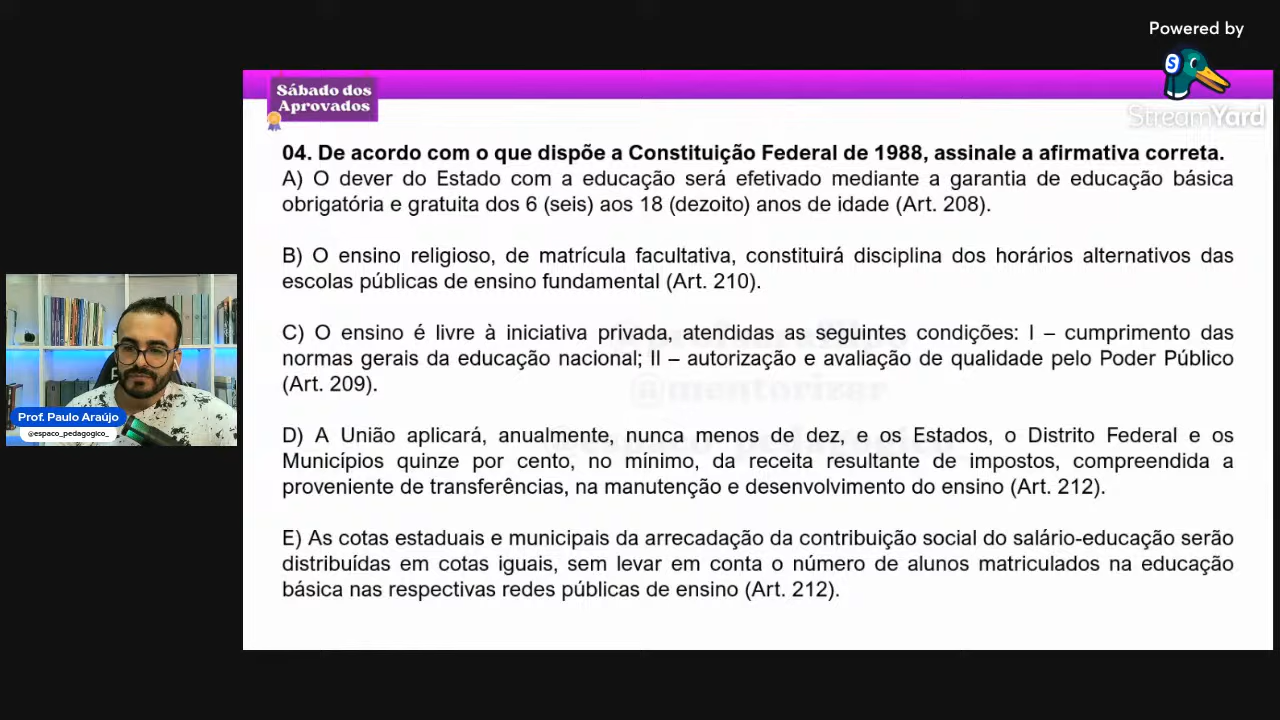 Powered by
S
StreamYard
Sábado dos
Aprovados
04. De acordo com o que dispõe a Constituição Federal de 1988, assinale a afirmativa correta.
A) O dever do Estado com a educação será efetivado mediante a garantia de educação básica
obrigatória e gratuita dos 6 (seis) aos 18 (dezoito) anos de idade (Art. 208).
B) O ensino religioso, de matrícula facultativa, constituirá disciplina dos horários alternativos das
escolas públicas de ensino fundamental (Art. 210).
C) O ensino é livre à iniciativa privada, atendidas as seguintes condições: I – cumprimento das
normas gerais da educação nacional; II – autorização e avaliação de qualidade pelo Poder Público
(Art. 209).
@mentorizer
D) A União aplicará, anualmente, nunca menos de dez, e os Estados, o Distrito Federal e os
Municípios quinze por cento, no mínimo, da receita resultante de impostos, compreendida a
proveniente de transferências, na manutenção e desenvolvimento do ensino (Art. 212).
E) As cotas estaduais e municipais da arrecadação da contribuição social do salário-educação serão
distribuídas em cotas iguais, sem levar em conta o número de alunos matriculados na educação
básica nas respectivas redes públicas de ensino (Art. 212).
Prof. Paulo Araújo
@espaco_pedagogico_